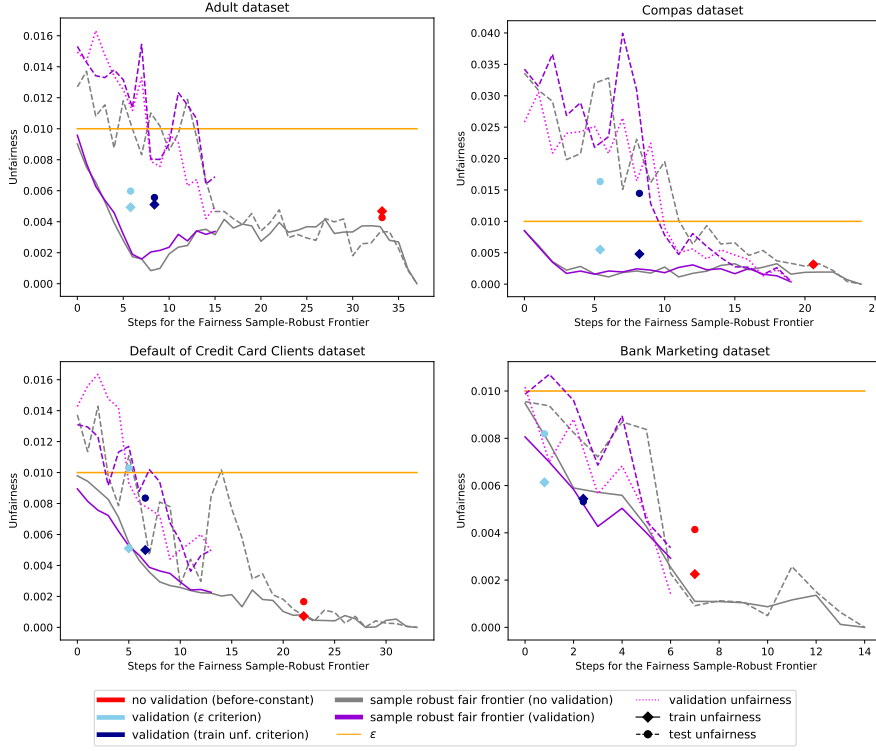 Adult dataset
Unfairness
0.016
0.014
0.012
0.010
0.008
0.006
0.004
0.002
0.000
0 5 10 15 20 25 30 35
Steps for the Fairness Sample-Robust Frontier
Compas dataset
Unfairness
0.040
0.035
0.030
0.025
0.020
0.015
0.010
0.005
0.000
0 5 10 15 20
Steps for the Fairness Sample-Robust Frontier
Default of Credit Card Clients dataset
Unfairness
0.016
0.014
0.012
0.010
0.008
0.006
0.004
0.002
0.000
0 5 10 15 20 25 30
Steps for the Fairness Sample-Robust Frontier
Bank Marketing dataset
Unfairness
0.010
0.008
0.006
0.004
0.002
0.000
0 2 4 6 8 10 12 14
Steps for the Fairness Sample-Robust Frontier
no validation (before-constant)
validation (ε criterion)
validation (train unf. criterion)
sample robust fair frontier (no validation)
sample robust fair frontier (validation)
ε
validation unfairness
train unfairness
test unfairness